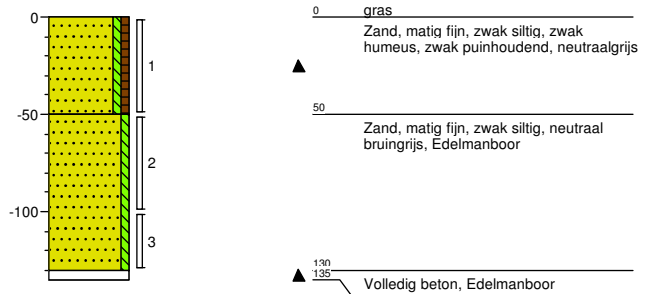 0
-50
-100
1
2
3
0 gras
Zand, matig fijn, zwak siltig, zwak
humeus, zwak puinhoudend, neutraalgrijs
50
Zand, matig fijn, zwak siltig, neutraal
bruingrijs, Edelmanboor
130
135
Volledig beton, Edelmanboor